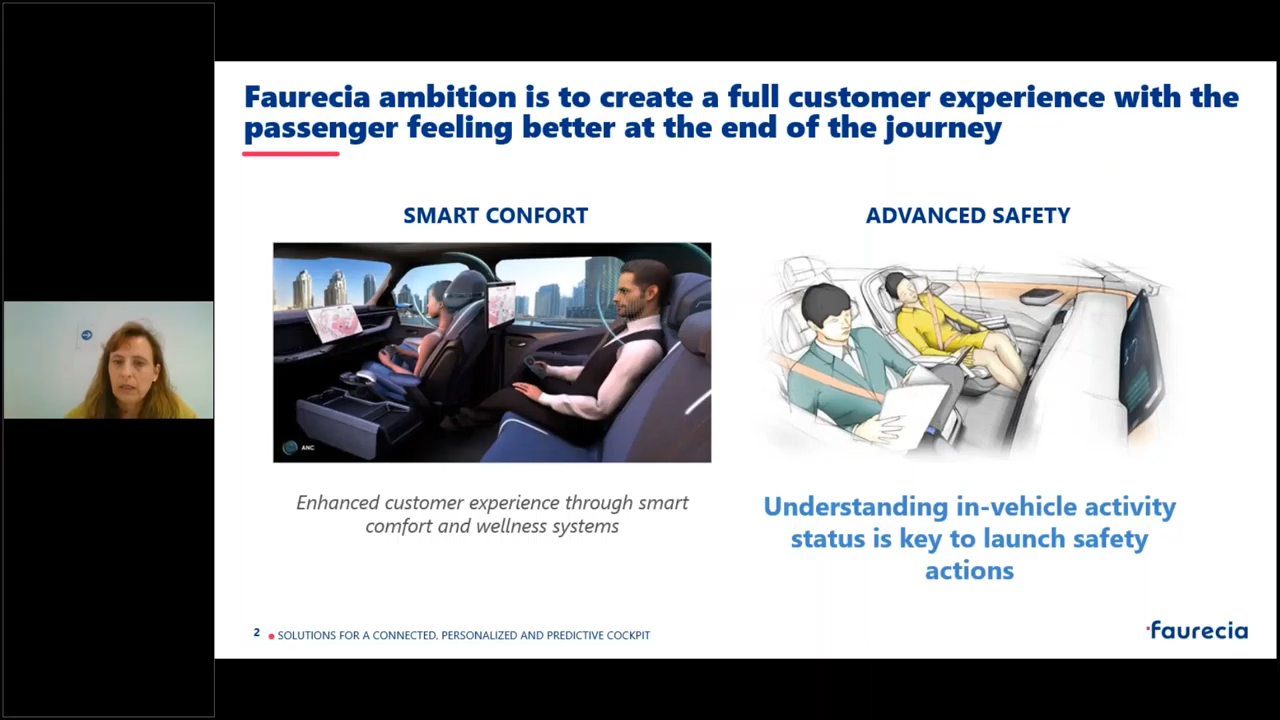 Faurecia ambition is to create a full customer experience with the
passenger feeling better at the end of the journey
SMART CONFORT
ADVANCED SAFETY
ANC
Enhanced customer experience through smart
comfort and wellness systems
Understanding in-vehicle activity
status is key to launch safety
actions
2
SOLUTIONS FOR A CONNECTED, PERSONALIZED AND PREDICTIVE COCKPIT
faurecia